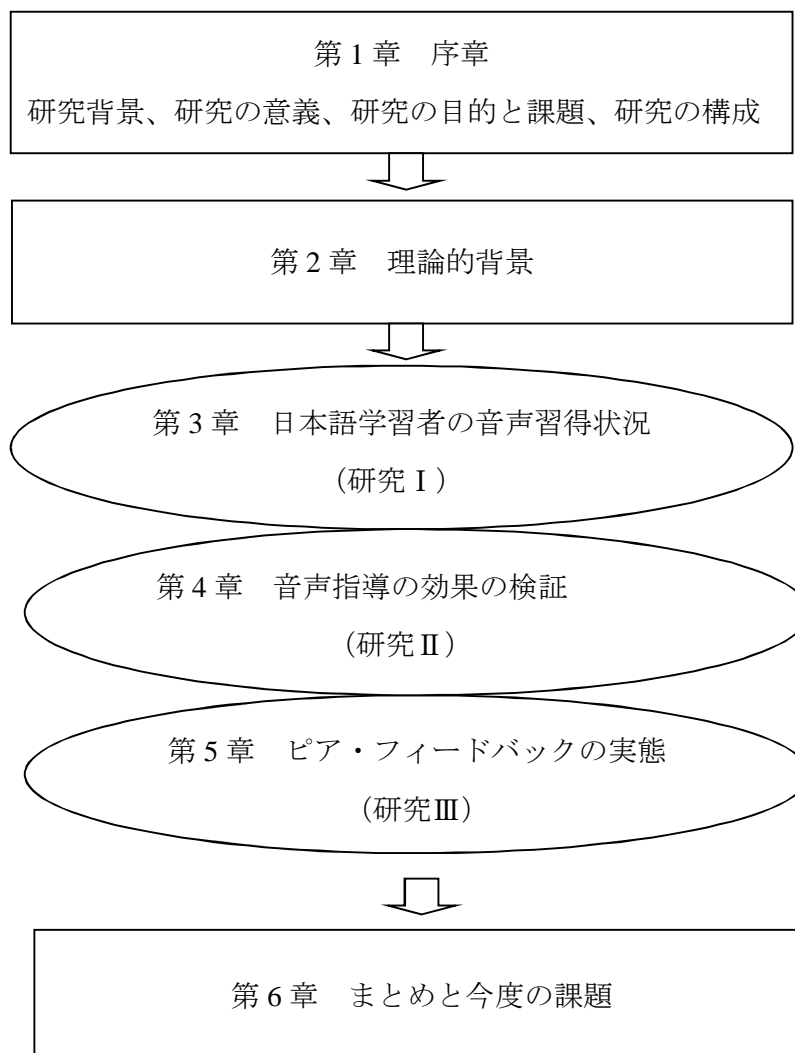 第1章　序章
研究背景、研究の意義、研究の目的と課題、研究の構成
第2章　理論的背景
第3章　日本語学習者の音声習得状況
（研究Ⅰ）
第4章　音声指導の効果の検証
（研究Ⅱ）
第5章　ピア・フィードバックの実態
（研究Ⅲ）
第6章　まとめと今度の課題